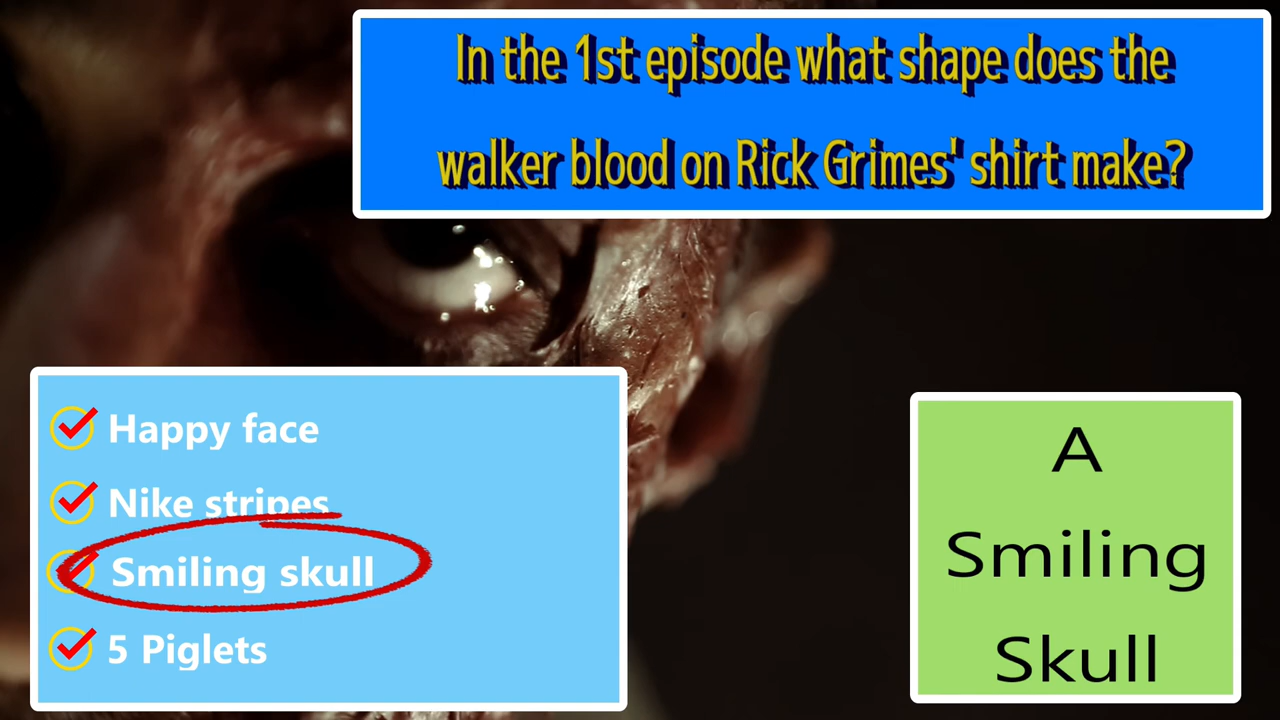 In the 1st episode what shape does the
walker blood on Rick Grimes' shirt make?
Happy face
Nike stripes
Smiling skull
5 Piglets
A
Smiling
Skull